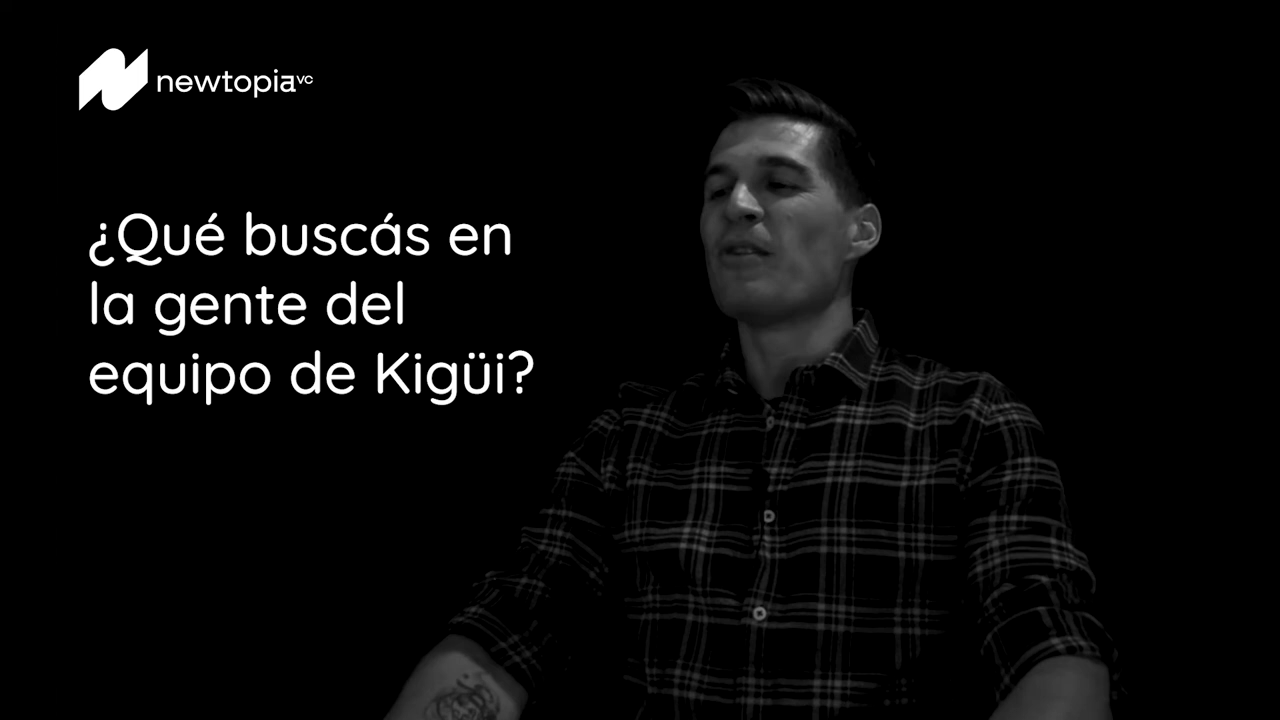 newtopia vc
¿Qué buscás en
la gente del
equipo de Kigüi?